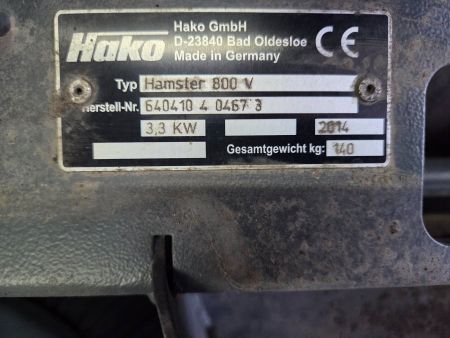 Hako
Hako GmbH
D-23840 Bad Oldesloe
Made in Germany
CE
Typ Hamster 800 V
Herstell-Nr. 640410 4 0467 3
3,3 KW 2014
Gesamtgewicht kg: 140